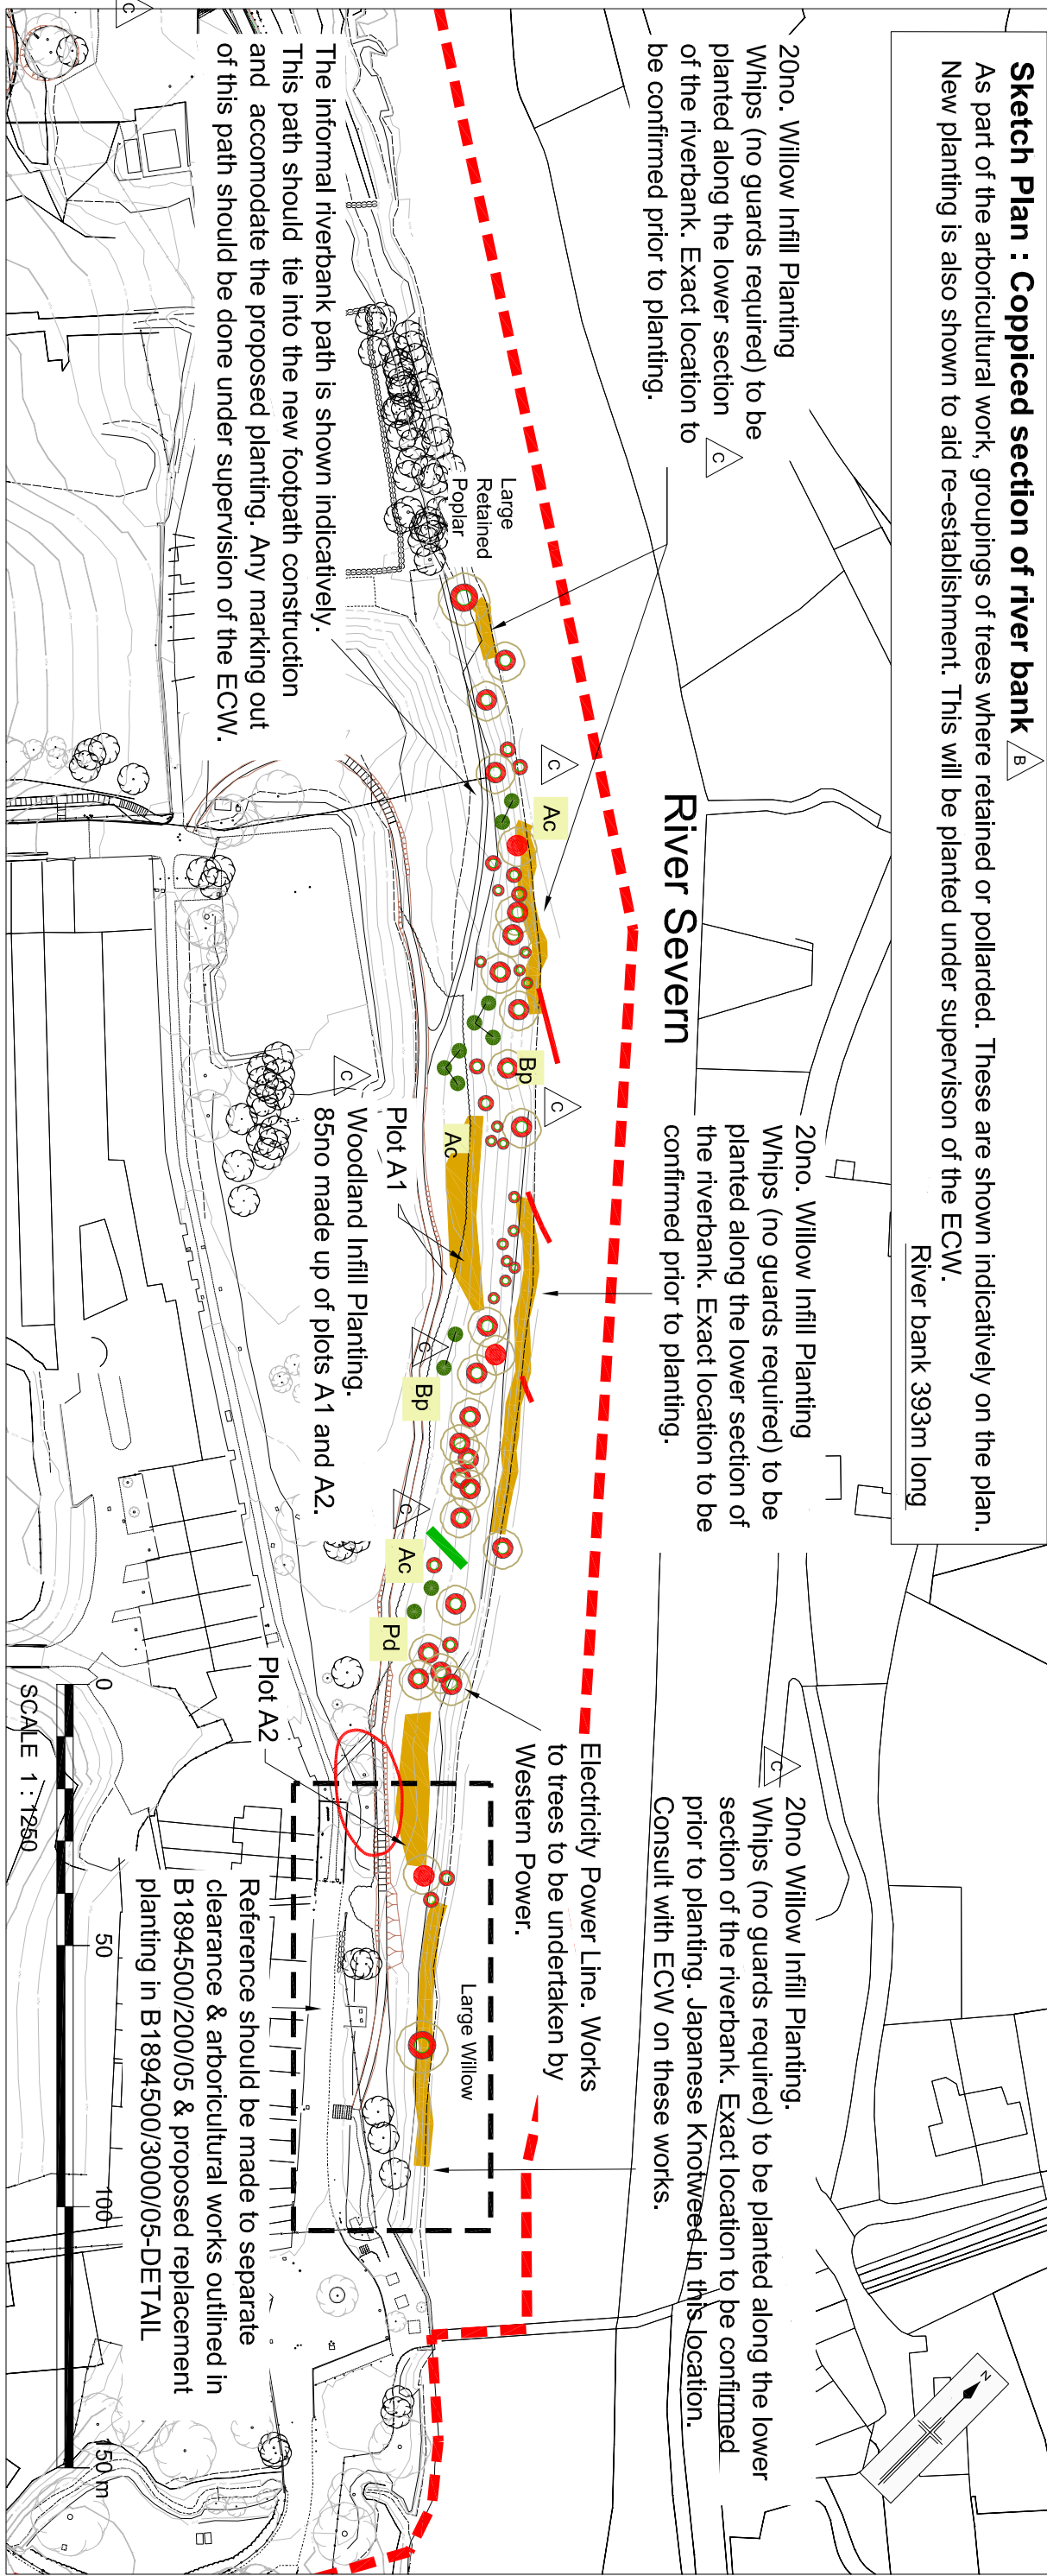 Sketch Plan : Coppiced section of river bank
B
As part of the arboricultural work, groupings of trees where retained or pollarded. These are shown indicatively on the plan.
New planting is also shown to aid re-establishment. This will be planted under supervison of the ECW.
River bank 393m long
20no. Willow Infill Planting
Whips (no guards required) to be
planted along the lower section
of the riverbank. Exact location to
be confirmed prior to planting.
C
20no. Willow Infill Planting
Whips (no guards required) to be
planted along the lower section of
the riverbank. Exact location to be
confirmed prior to planting.
20no Willow Infill Planting.
Whips (no guards required) to be planted along the lower
section of the riverbank. Exact location to be confirmed
prior to planting. Japanese Knotweed in this location.
Consult with ECW on these works.
C
N
River Severn
Electricity Power Line. Works
to trees to be undertaken by
Western Power.
Large
Retained
Poplar
C
Ac
Bp
C
Ac
C
Bp
C
Ac
Pd
Large Willow
The informal riverbank path is shown indicatively.
This path should tie into the new footpath construction
and accomodate the proposed planting. Any marking out
of this path should be done under supervision of the ECW.
C
C
Plot A1
Woodland Infill Planting.
85no made up of plots A1 and A2.
Plot A2
Reference should be made to separate
clearance & arboricultural works outlined in
B1894500/200/05 & proposed replacement
planting in B1894500/3000/05-DETAIL
0
50
100
150 m
SCALE 1 : 1250